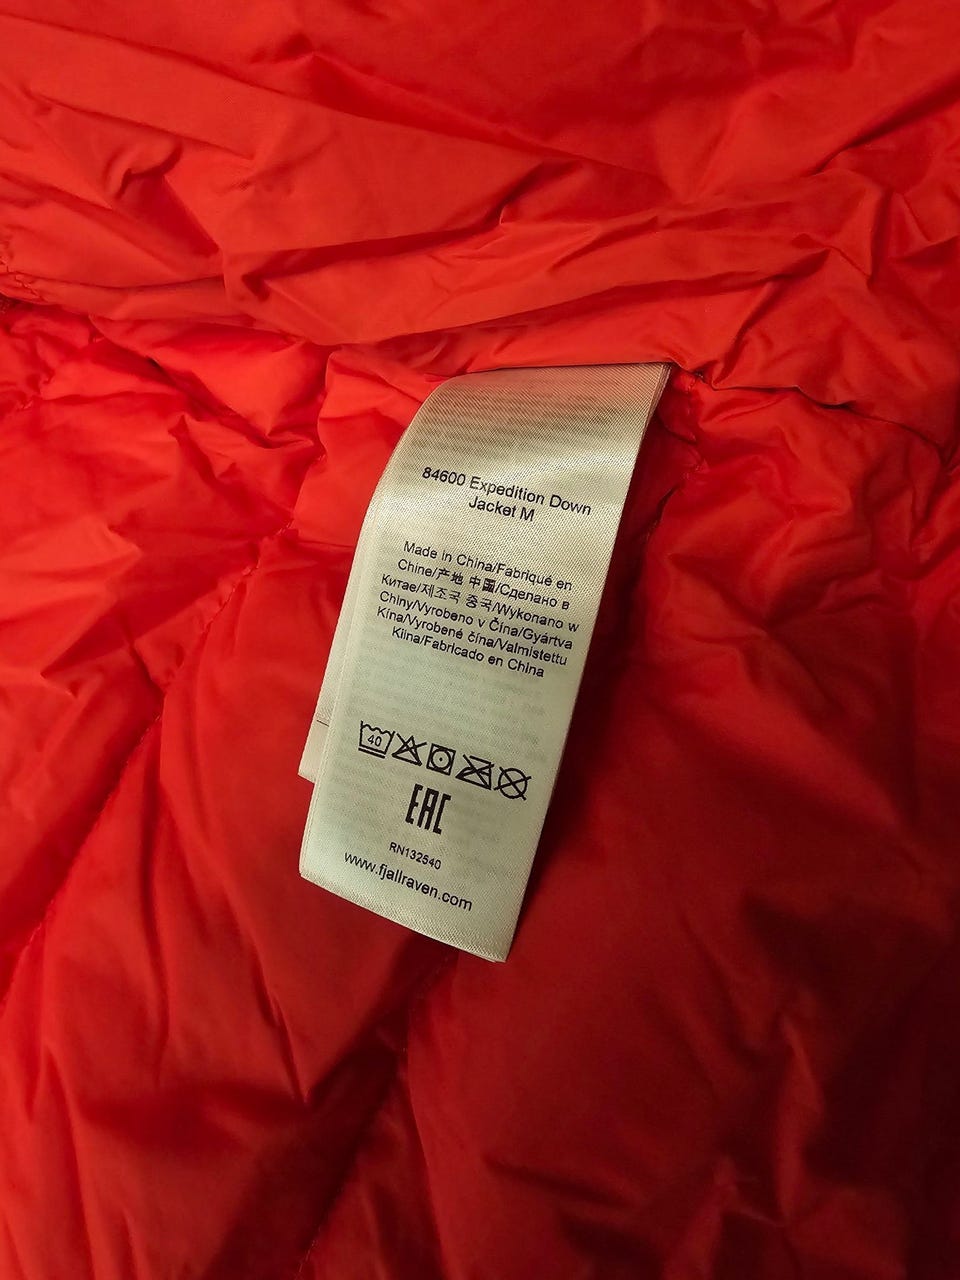 84600 Expedition Down
Jacket M
Made in China/Fabriqué en
Chine/产地 中国/Сделано в
Китае/제조국 중국/Wykonano w
Chiny/Vyrobeno v Čína/Gyártva
Kína/Vyrobené čína/Valmistettu
Kiina/Fabricado en China
40
EAC
RN132540
www.fjallraven.com